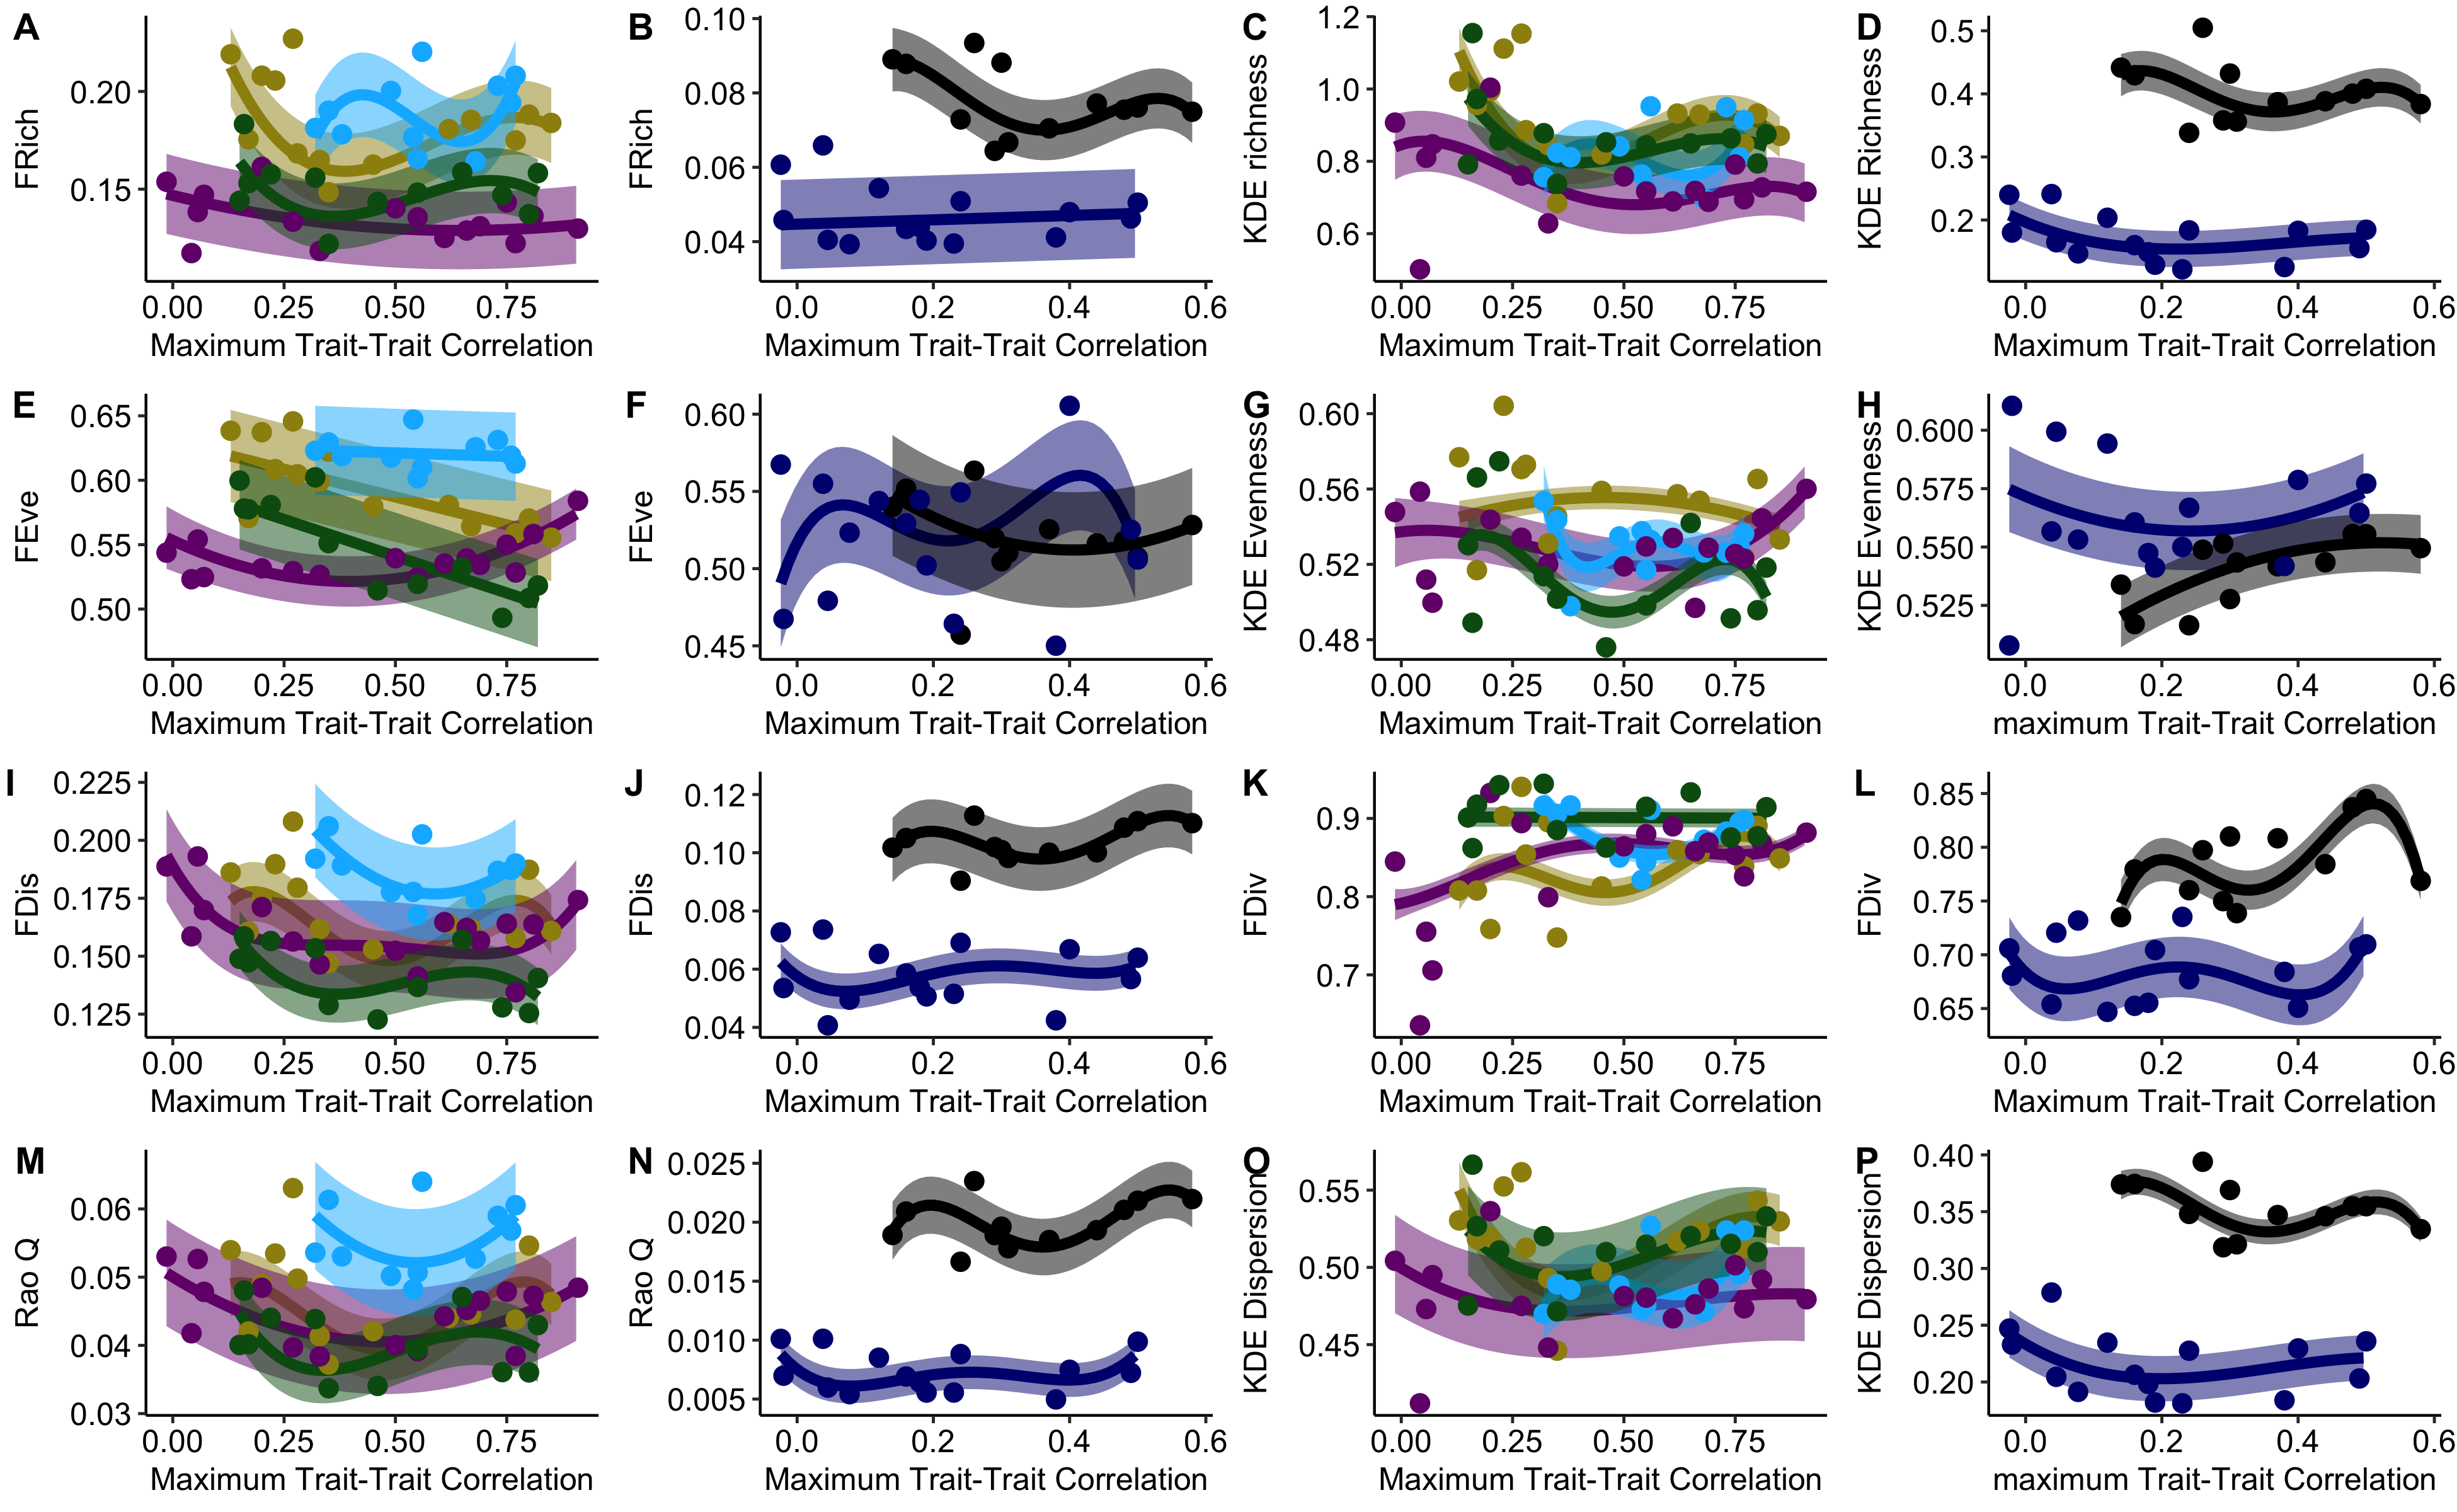 A
FRich
0.20
0.15
0.00 0.25 0.50 0.75
Maximum Trait-Trait Correlation
B
FRich
0.10
0.08
0.06
0.04
0.0 0.2 0.4 0.6
Maximum Trait-Trait Correlation
C
KDE richness
1.2
1.0
0.8
0.6
0.00 0.25 0.50 0.75
Maximum Trait-Trait Correlation
D
KDE FRichness
0.5
0.4
0.3
0.2
0.0 0.2 0.4 0.6
maximum Trait-Trait Correlation
E
FEve
0.65
0.60
0.55
0.50
0.00 0.25 0.50 0.75
Maximum Trait-Trait Correlation
F
FEve
0.60
0.55
0.50
0.45
0.0 0.2 0.4 0.6
Maximum Trait-Trait Correlation
G
KDE Evenness
0.60
0.56
0.52
0.48
0.00 0.25 0.50 0.75
Maximum Trait-Trait Correlation
H
KDE Evenness
0.600
0.575
0.550
0.525
0.0 0.2 0.4 0.6
maximum Trait-Trait Correlation
I
FDis
0.225
0.200
0.175
0.150
0.125
0.00 0.25 0.50 0.75
Maximum Trait-Trait Correlation
J
FDis
0.12
0.10
0.08
0.06
0.04
0.0 0.2 0.4 0.6
Maximum Trait-Trait Correlation
K
FDiv
0.9
0.8
0.7
0.00 0.25 0.50 0.75
Maximum Trait-Trait Correlation
L
FDiv
0.85
0.80
0.75
0.70
0.65
0.0 0.2 0.4 0.6
maximum Trait-Trait Correlation
M
Rao Q
0.06
0.05
0.04
0.03
0.00 0.25 0.50 0.75
Maximum Trait-Trait Correlation
N
Rao Q
0.025
0.020
0.015
0.010
0.005
0.0 0.2 0.4 0.6
Maximum Trait-Trait Correlation
O
KDE Dispersion
0.55
0.50
0.45
0.00 0.25 0.50 0.75
Maximum Trait-Trait Correlation
P
KDE Dispersion
0.40
0.35
0.30
0.25
0.20
0.0 0.2 0.4 0.6
maximum Trait-Trait Correlation